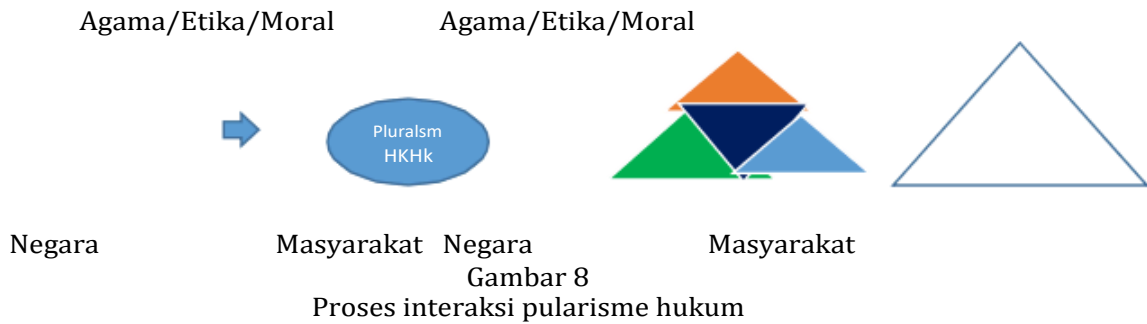 Agama/Etika/Moral Agama/Etika/Moral
Pluralsm
HKHk
Negara Masyarakat Negara Masyarakat
Gambar 8
Proses interaksi pularisme hukum